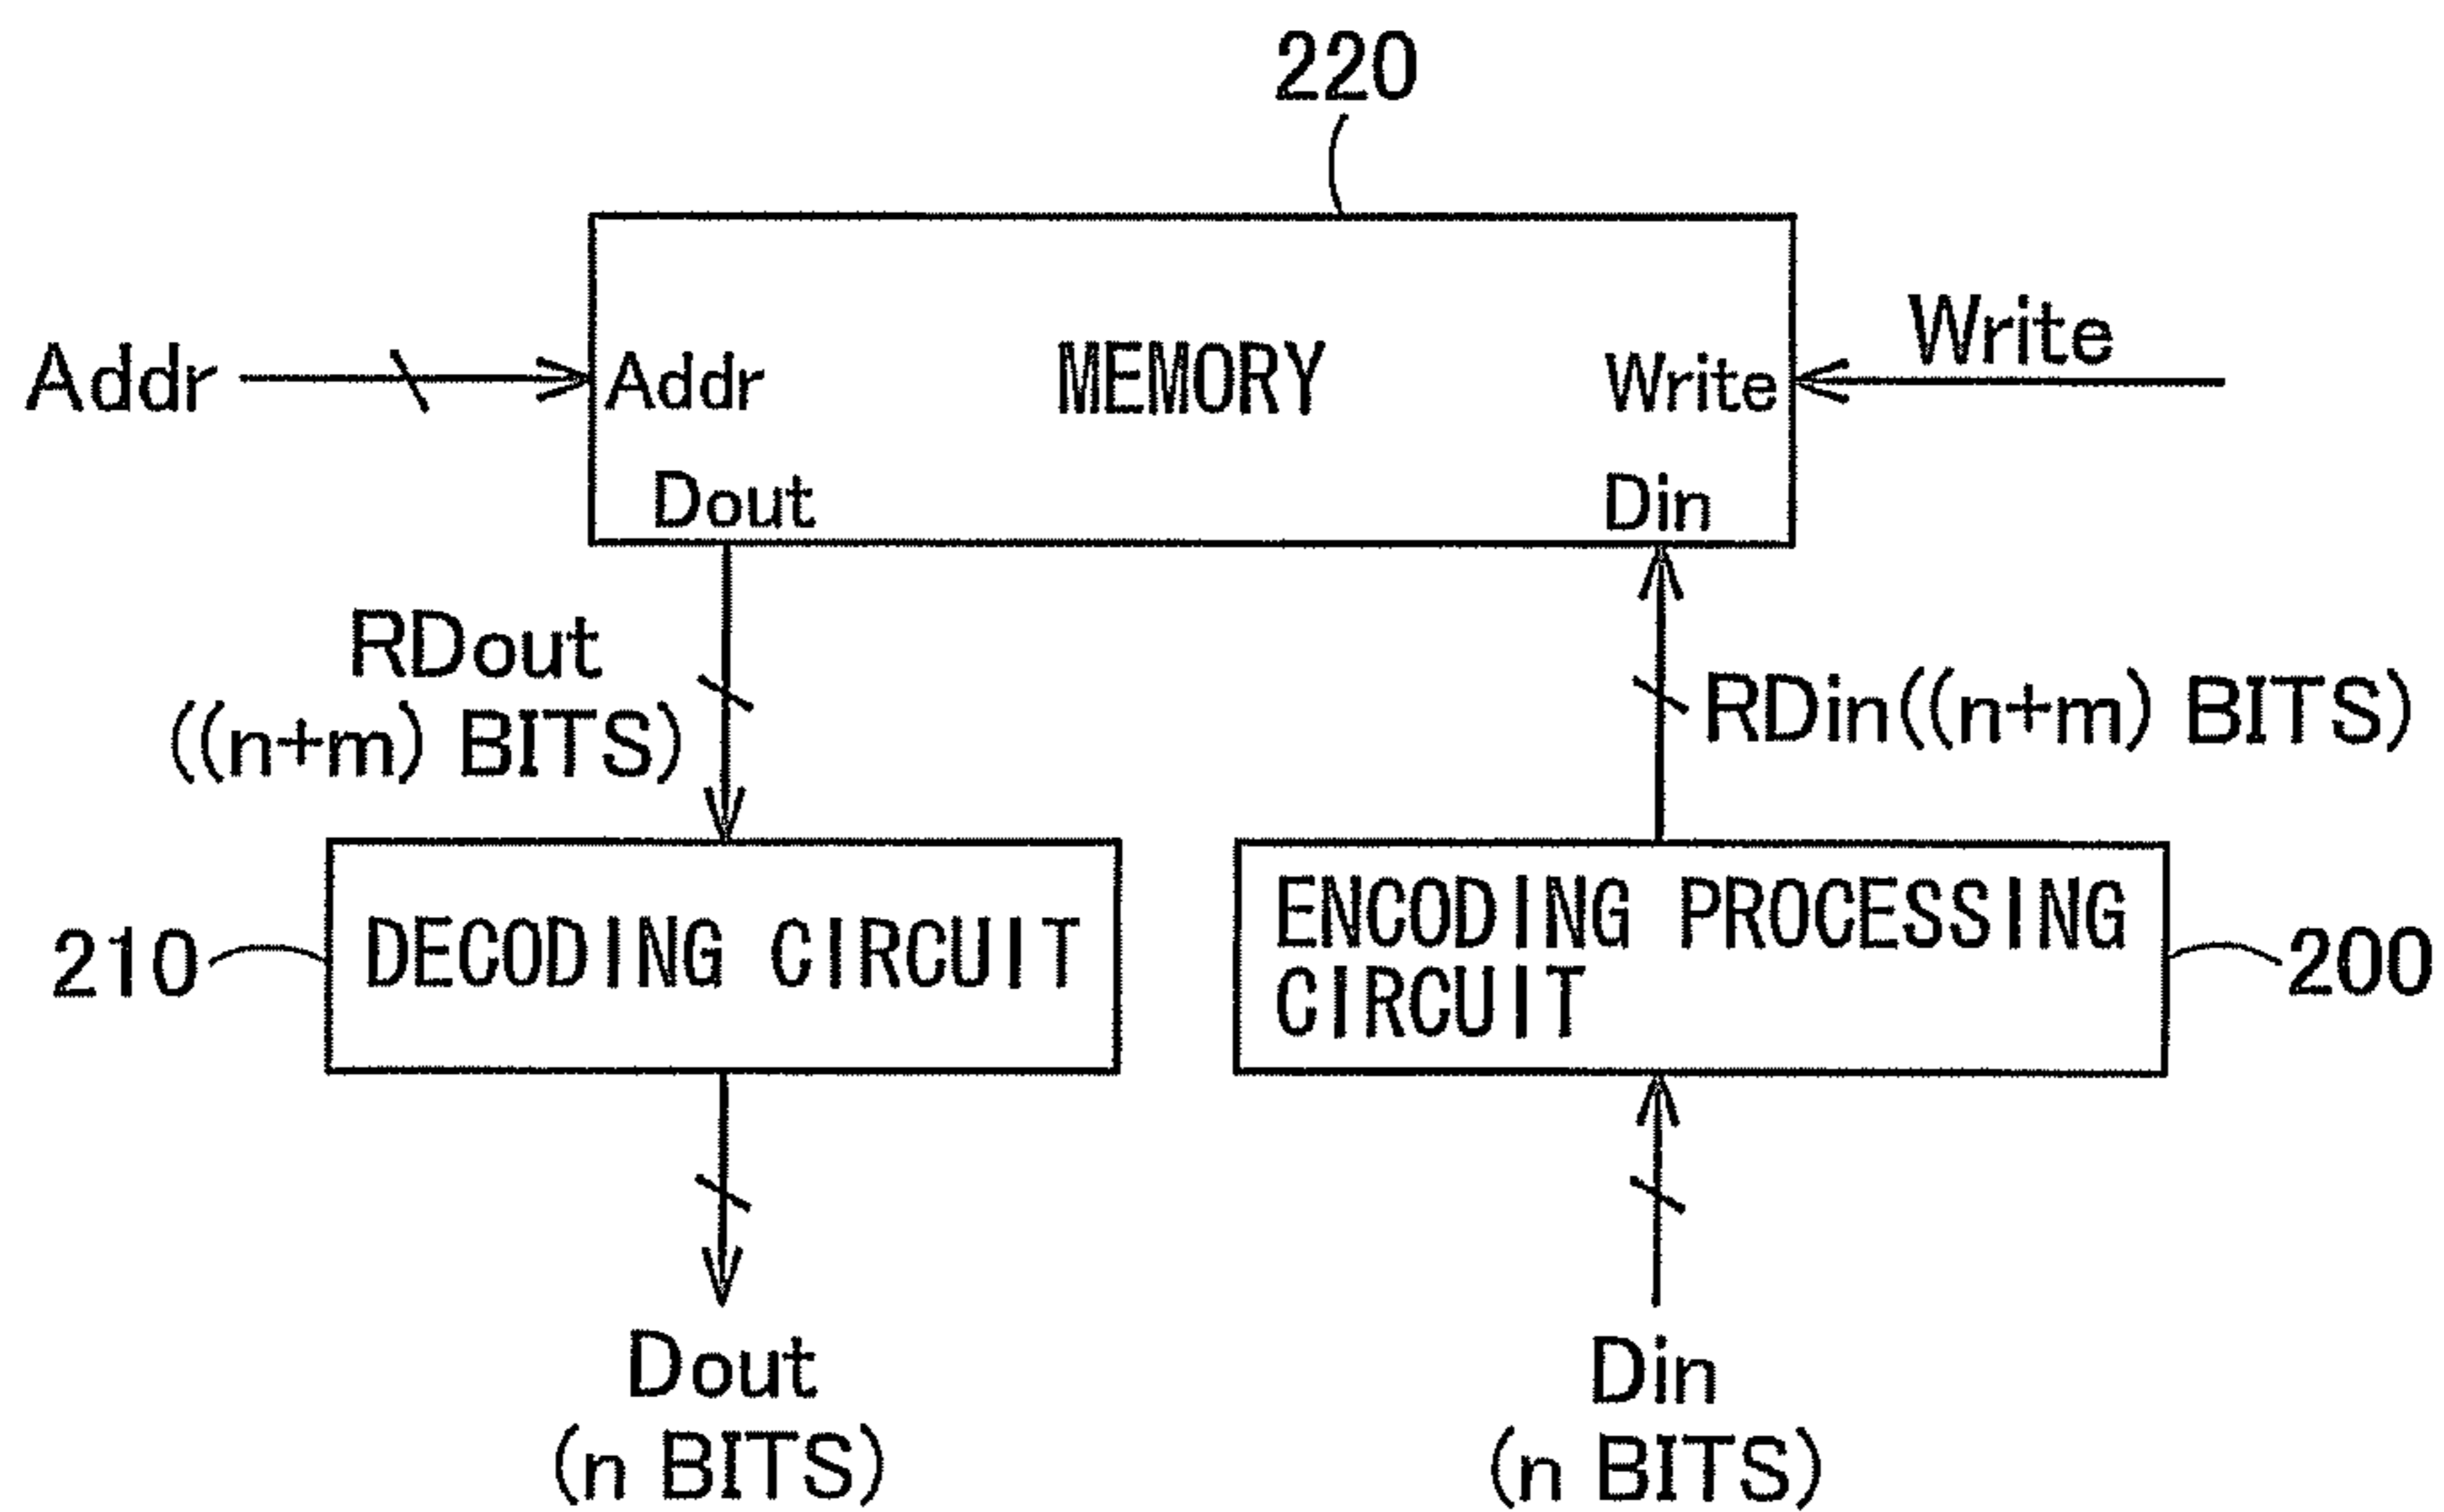 220
Addr
Addr
MEMORY
Write
Write
Dout
Din
RDout
((n+m) BITS)
RDin((n+m) BITS)
210
DECODING CIRCUIT
ENCODING PROCESSING
CIRCUIT
200
Dout
(n BITS)
Din
(n BITS)